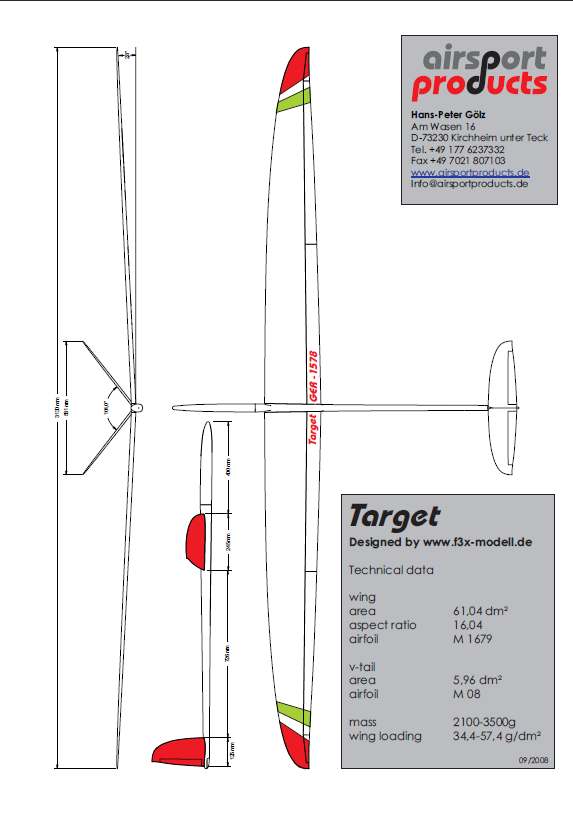 airsport
products
Hans-Peter Gölz
Am Wasen 16
D-73230 Kirchheim unter Teck
Tel. +49 177 6237332
Fax +49 7021 807103
www.airsportproducts.de
Info@airsportproducts.de
Target GER - 1578
400mm
245mm
Target
Designed by www.f3x-modell.de
Technical data
wing
area 61,04 dm²
aspect ratio 16,04
airfoil M 1679
v-tail
area 5,96 dm²
airfoil M 08
mass 2100-3500g
wing loading 34,4-57,4 g/dm²
09/2008